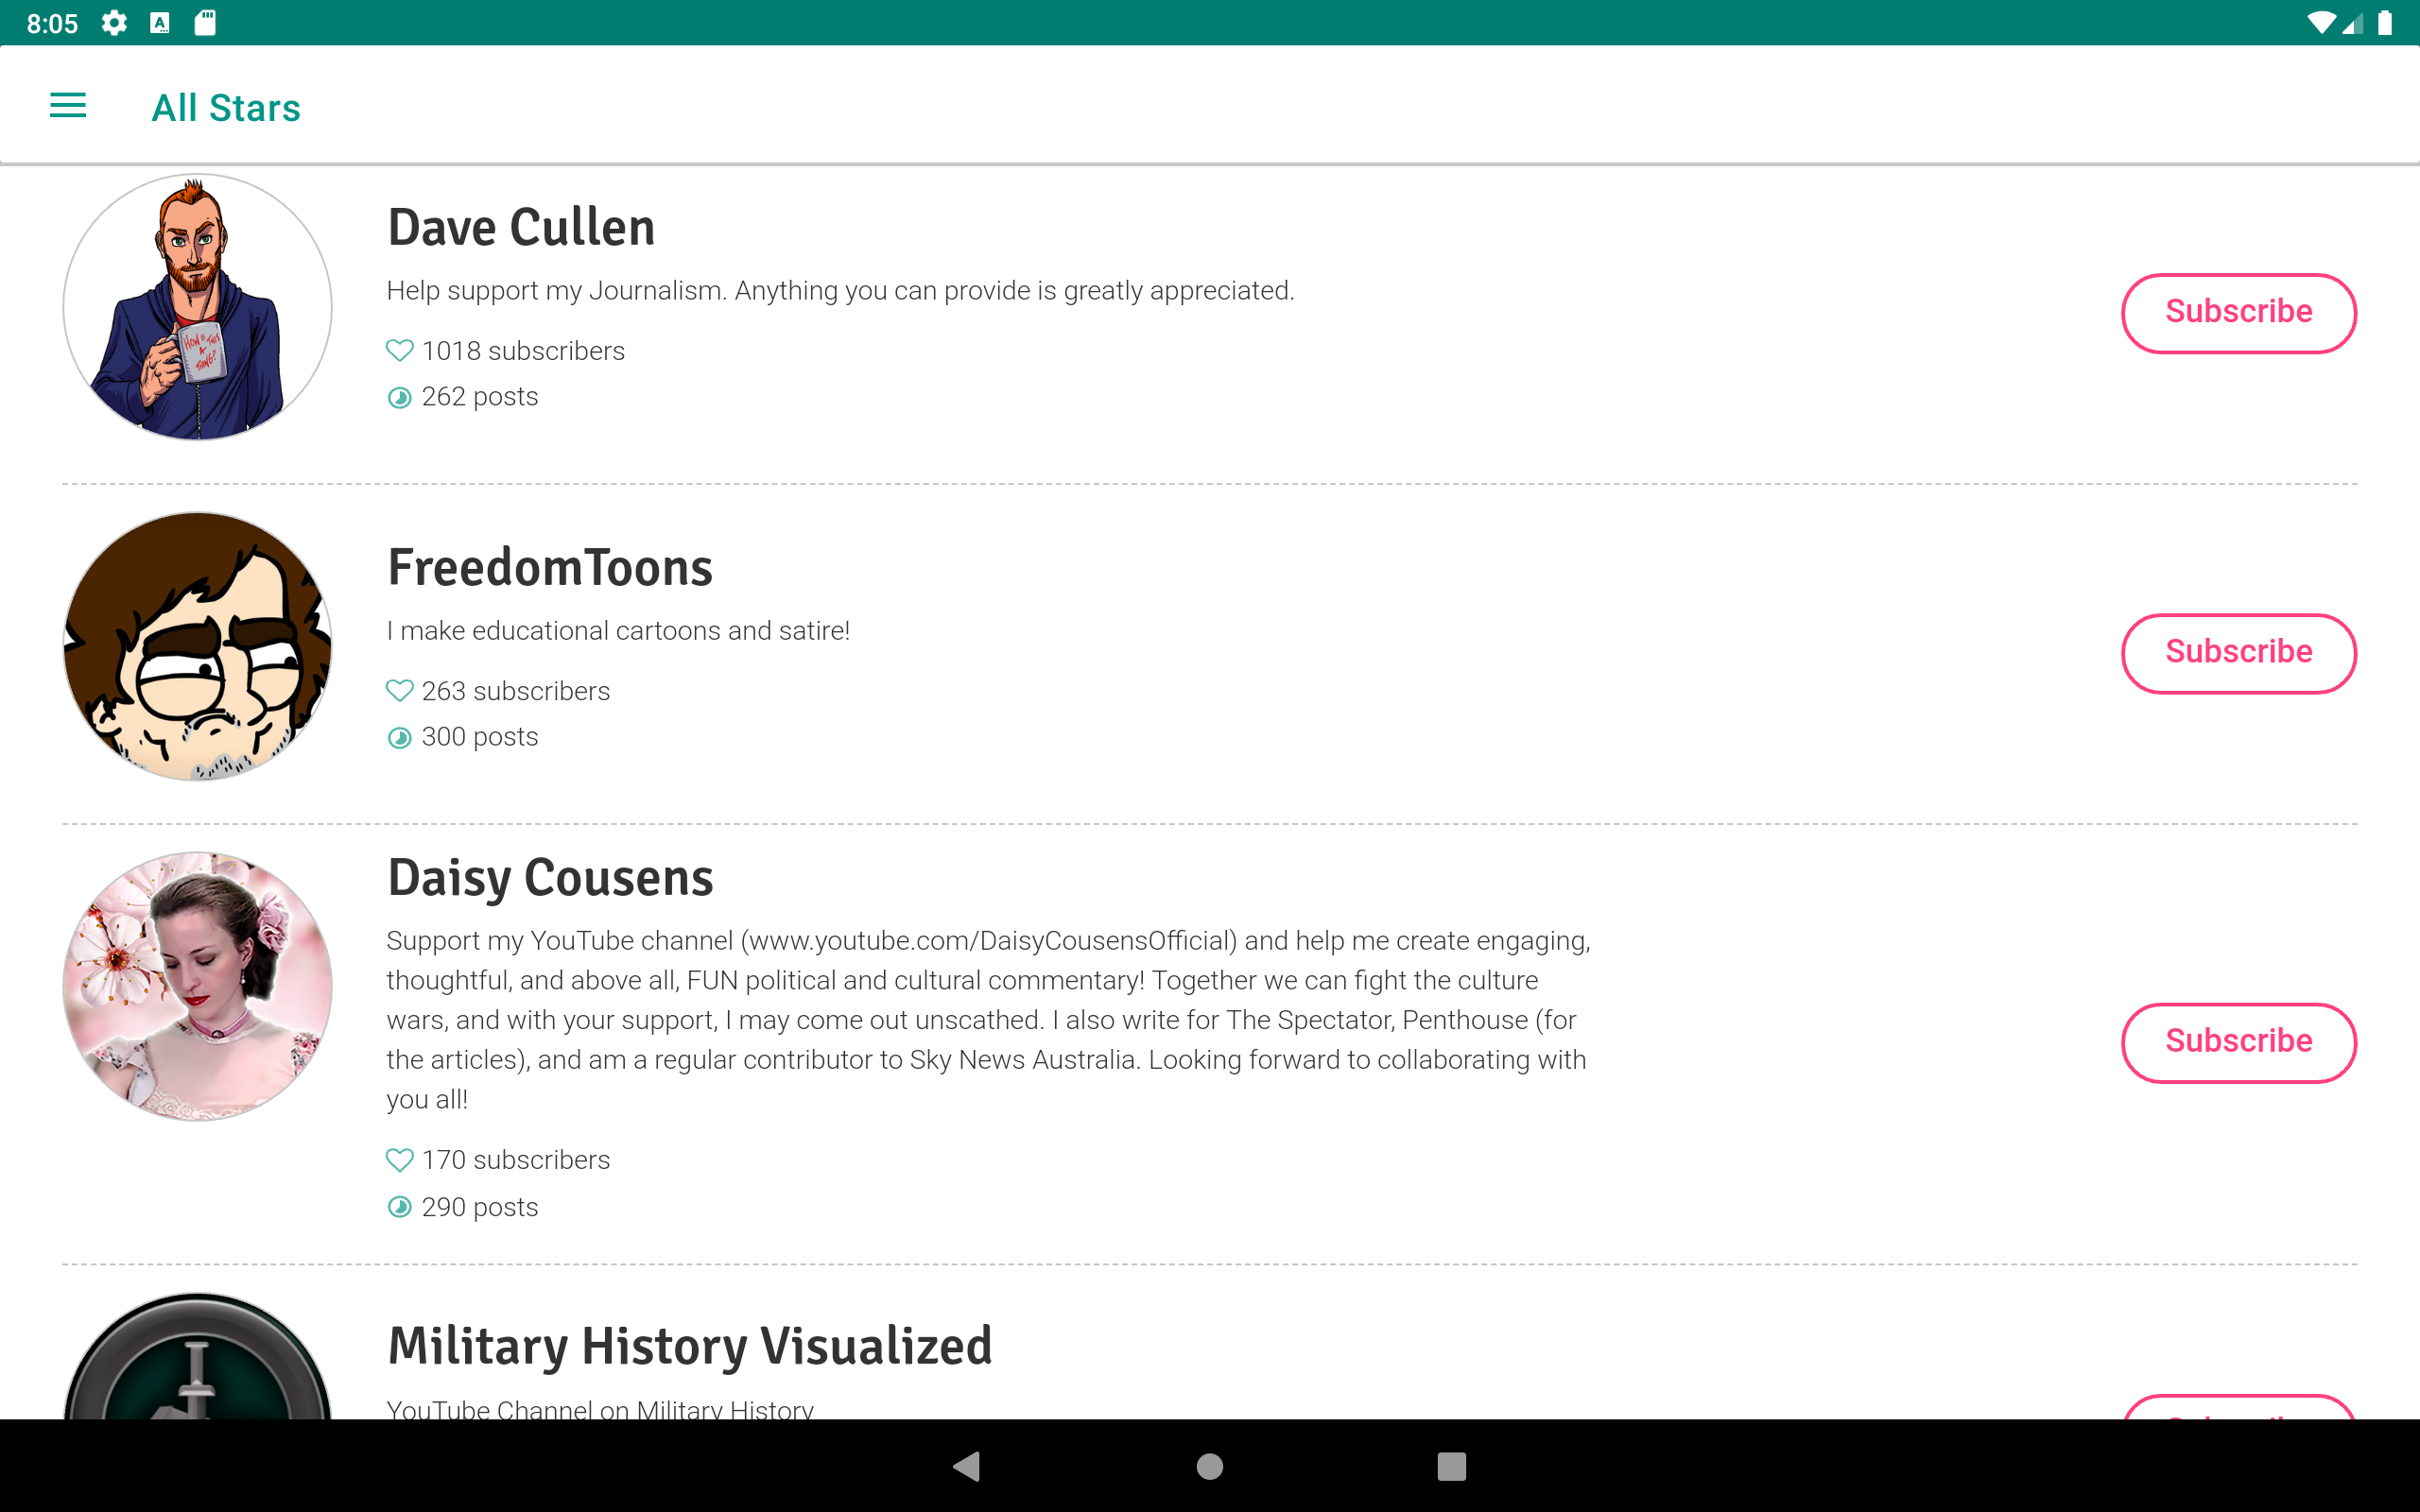 8:05
All Stars
HOW IS THIS
A
THING?
Dave Cullen
Help support my Journalism. Anything you can provide is greatly appreciated.
1018 subscribers
262 posts
Subscribe
FreedomToons
I make educational cartoons and satire!
263 subscribers
300 posts
Subscribe
Daisy Cousens
Support my YouTube channel (www.youtube.com/DaisyCousensOfficial) and help me create engaging,
thoughtful, and above all, FUN political and cultural commentary! Together we can fight the culture
wars, and with your support, I may come out unscathed. I also write for The Spectator, Penthouse (for
the articles), and am a regular contributor to Sky News Australia. Looking forward to collaborating with
you all!
170 subscribers
290 posts
Subscribe
Military History Visualized
YouTube Channel on Military History